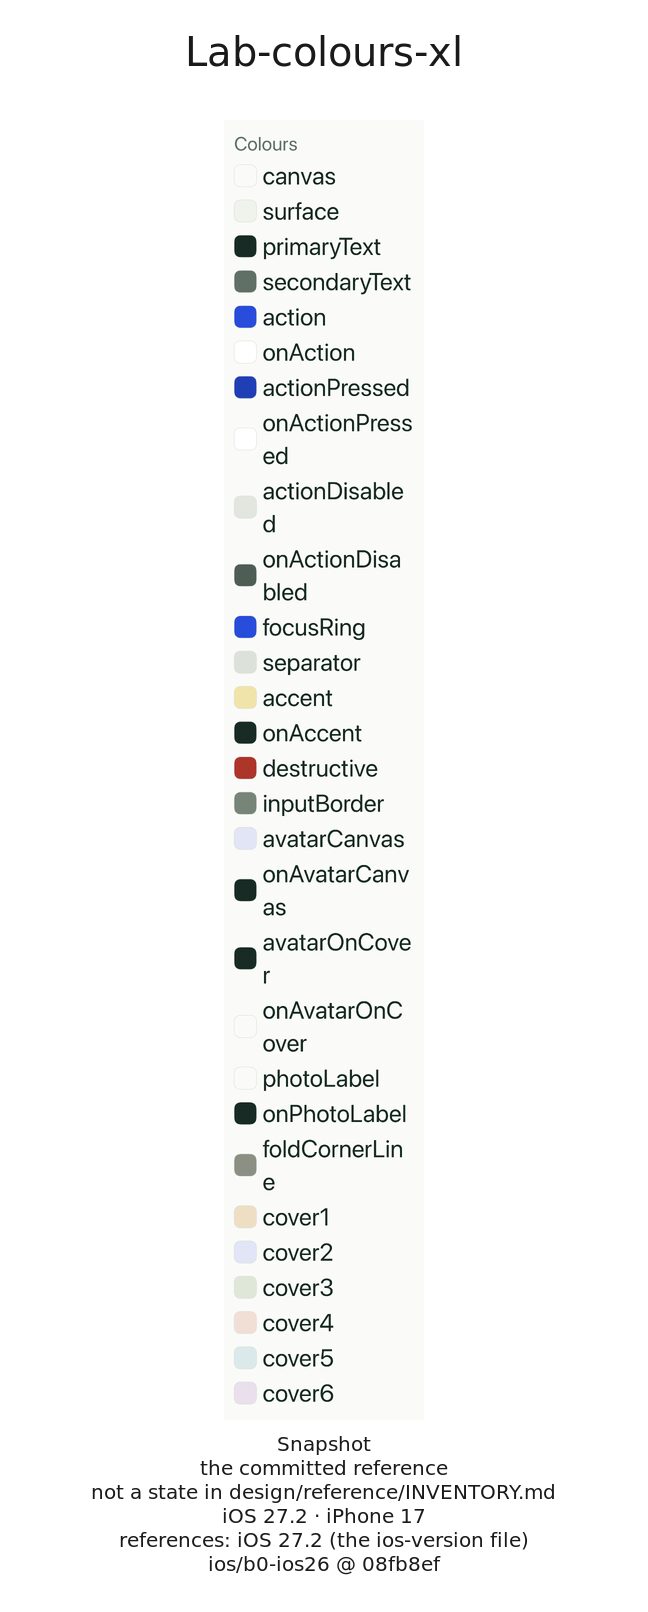 Lab-colours-xl
Colours
canvas
surface
primaryText
secondaryText
action
onAction
actionPressed
onActionPress
ed
actionDisable
d
onActionDisa
bled
focusRing
separator
accent
onAccent
destructive
inputBorder
avatarCanvas
onAvatarCanv
as
avatarOnCove
r
onAvatarOnC
over
photoLabel
onPhotoLabel
foldCornerLin
e
cover1
cover2
cover3
cover4
cover5
cover6
Snapshot
the committed reference
not a state in design/reference/INVENTORY.md
iOS 27.2 · iPhone 17
references: iOS 27.2 (the ios-version file)
ios/b0-ios26 @ 08fb8ef